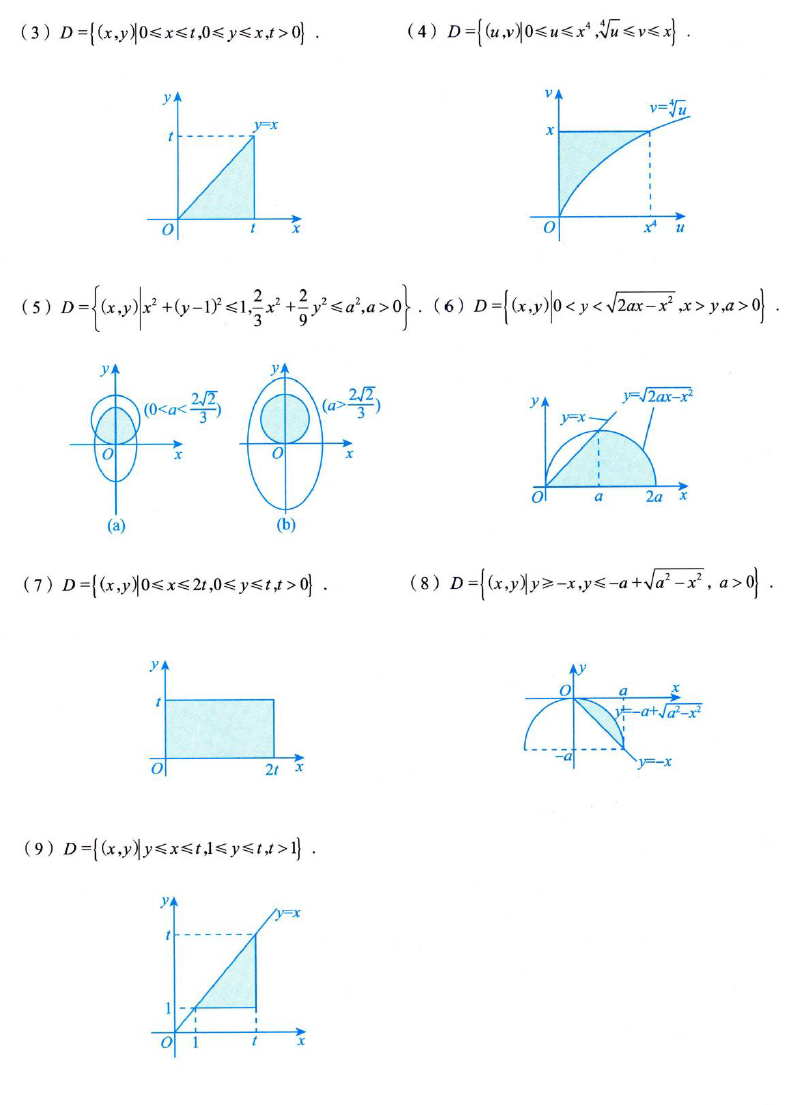 (3) D={(x,y)|0≤x≤t,0≤y≤x,t>0} .
(4) D={(u,v)|0≤u≤x⁴,∜u≤v≤x} .
y
t
y=x
O
t
x
v
v=∜u
x
O
x⁴
u
(5) D={(x,y)|x²+(y−1)²≤1,2/3x²+2/9y²≤a²,a>0} .
(6) D={(x,y)|0<y<√(2ax−x²),x>y,a>0} .
y
(0<a<2√2/3)
O
x
(a)
y
(a>2√2/3)
O
x
(b)
y
y=x
y=√(2ax−x²)
O
a
2a
x
(7) D={(x,y)|0≤x≤2t,0≤y≤t,t>0} .
(8) D={(x,y)|y≥−x,y≤−a+√(a²−x²), a>0} .
y
t
O
2t
x
y
O
a
x
y=−a+√(a²−x²)
−a
y=−x
(9) D={(x,y)|y≤x≤t,1≤y≤t,t>1} .
y
y=x
t
1
O
1
t
x